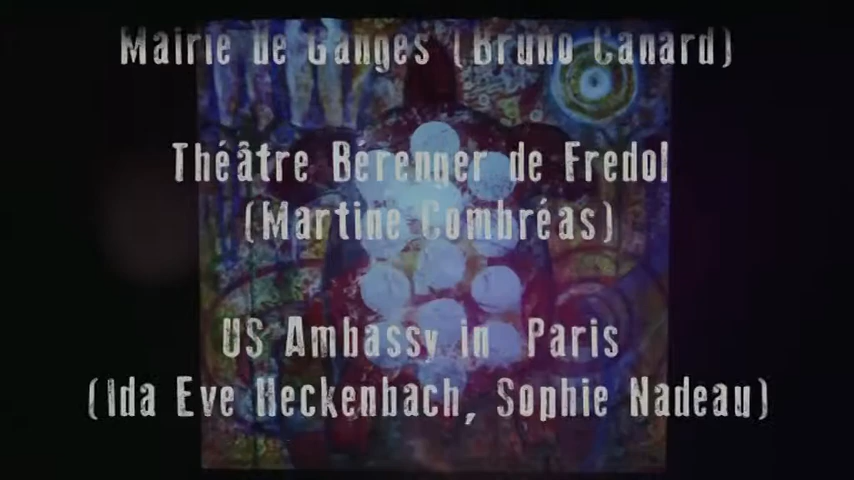 Mairie de Ganges (Bruno Canard)
Théâtre Bérenger de Fredol
(Martine Combréas)
US Ambassy in Paris
(Ida Eve Heckenbach, Sophie Nadeau)